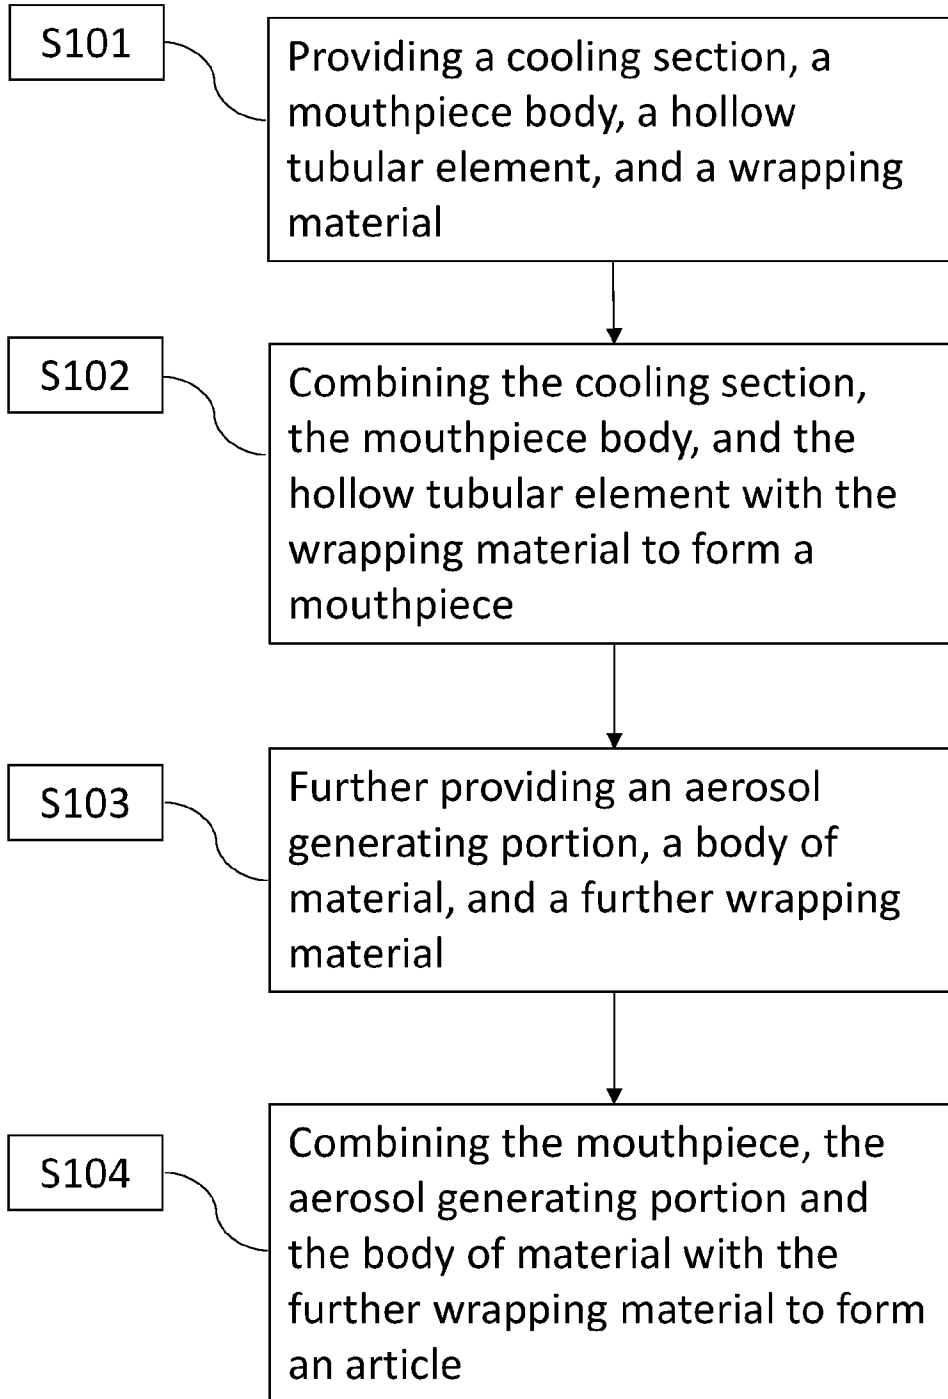 S101
Providing a cooling section, a
mouthpiece body, a hollow
tubular element, and a wrapping
material
S102
Combining the cooling section,
the mouthpiece body, and the
hollow tubular element with the
wrapping material to form a
mouthpiece
S103
Further providing an aerosol
generating portion, a body of
material, and a further wrapping
material
S104
Combining the mouthpiece, the
aerosol generating portion and
the body of material with the
further wrapping material to form
an article